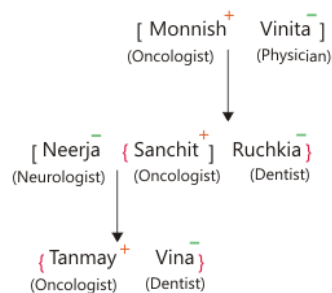 [ Monnish + Vinita − ]
(Oncologist) (Physician)
[ Neerja − { Sanchit + ] Ruchkia − }
(Neurologist) (Oncologist) (Dentist)
{ Tanmay + Vina − }
(Oncologist) (Dentist)